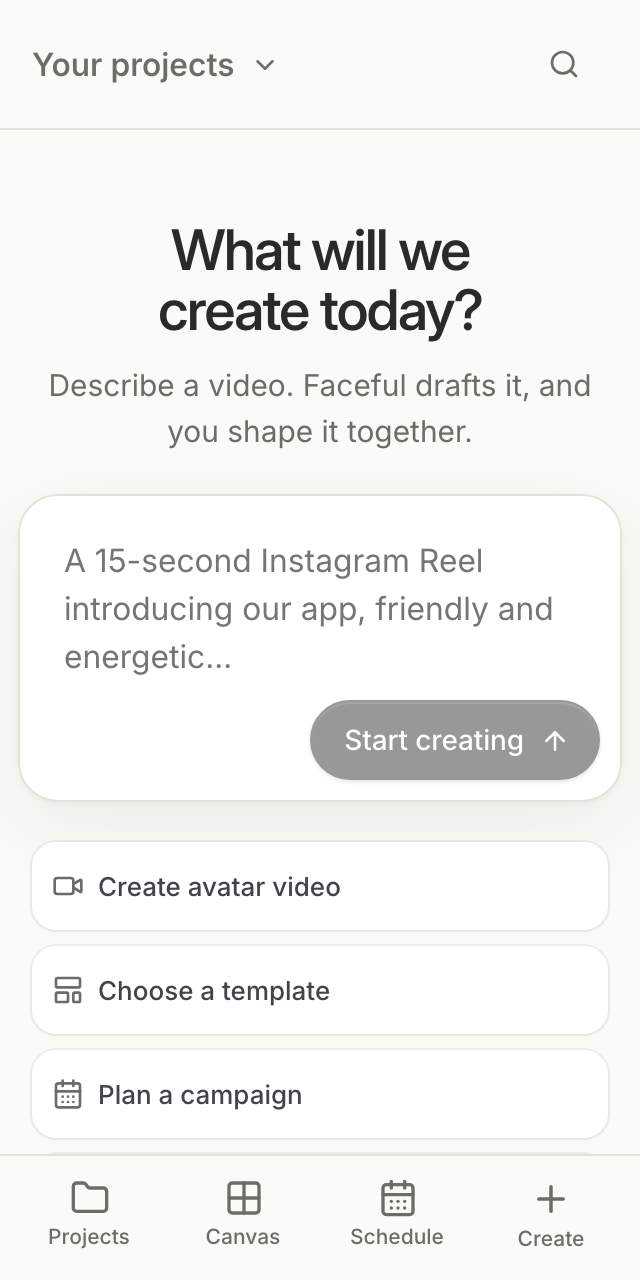 Your projects
What will we
create today?
Describe a video. Faceful drafts it, and
you shape it together.
A 15-second Instagram Reel
introducing our app, friendly and
energetic...
Start creating
Create avatar video
Choose a template
Plan a campaign
Projects
Canvas
Schedule
Create